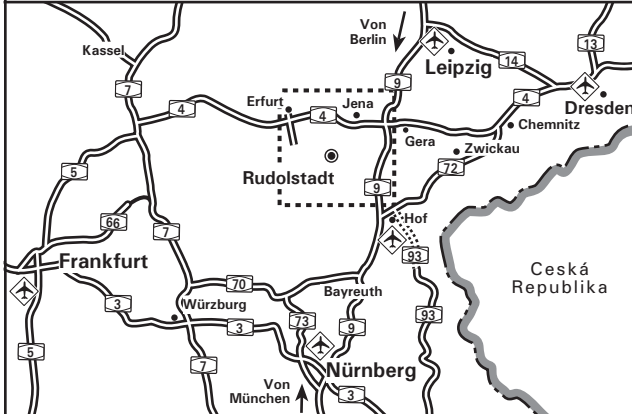 Von
Berlin
13
Kassel
Leipzig
14
9
7
4
Erfurt
Jena
4
4
Dresden
Chemnitz
Gera
Zwickau
5
Rudolstadt
72
9
66
7
Hof
93
Frankfurt
Česká
Republika
70
Bayreuth
3
Würzburg
3
73
9
93
5
7
Nürnberg
Von
München
3